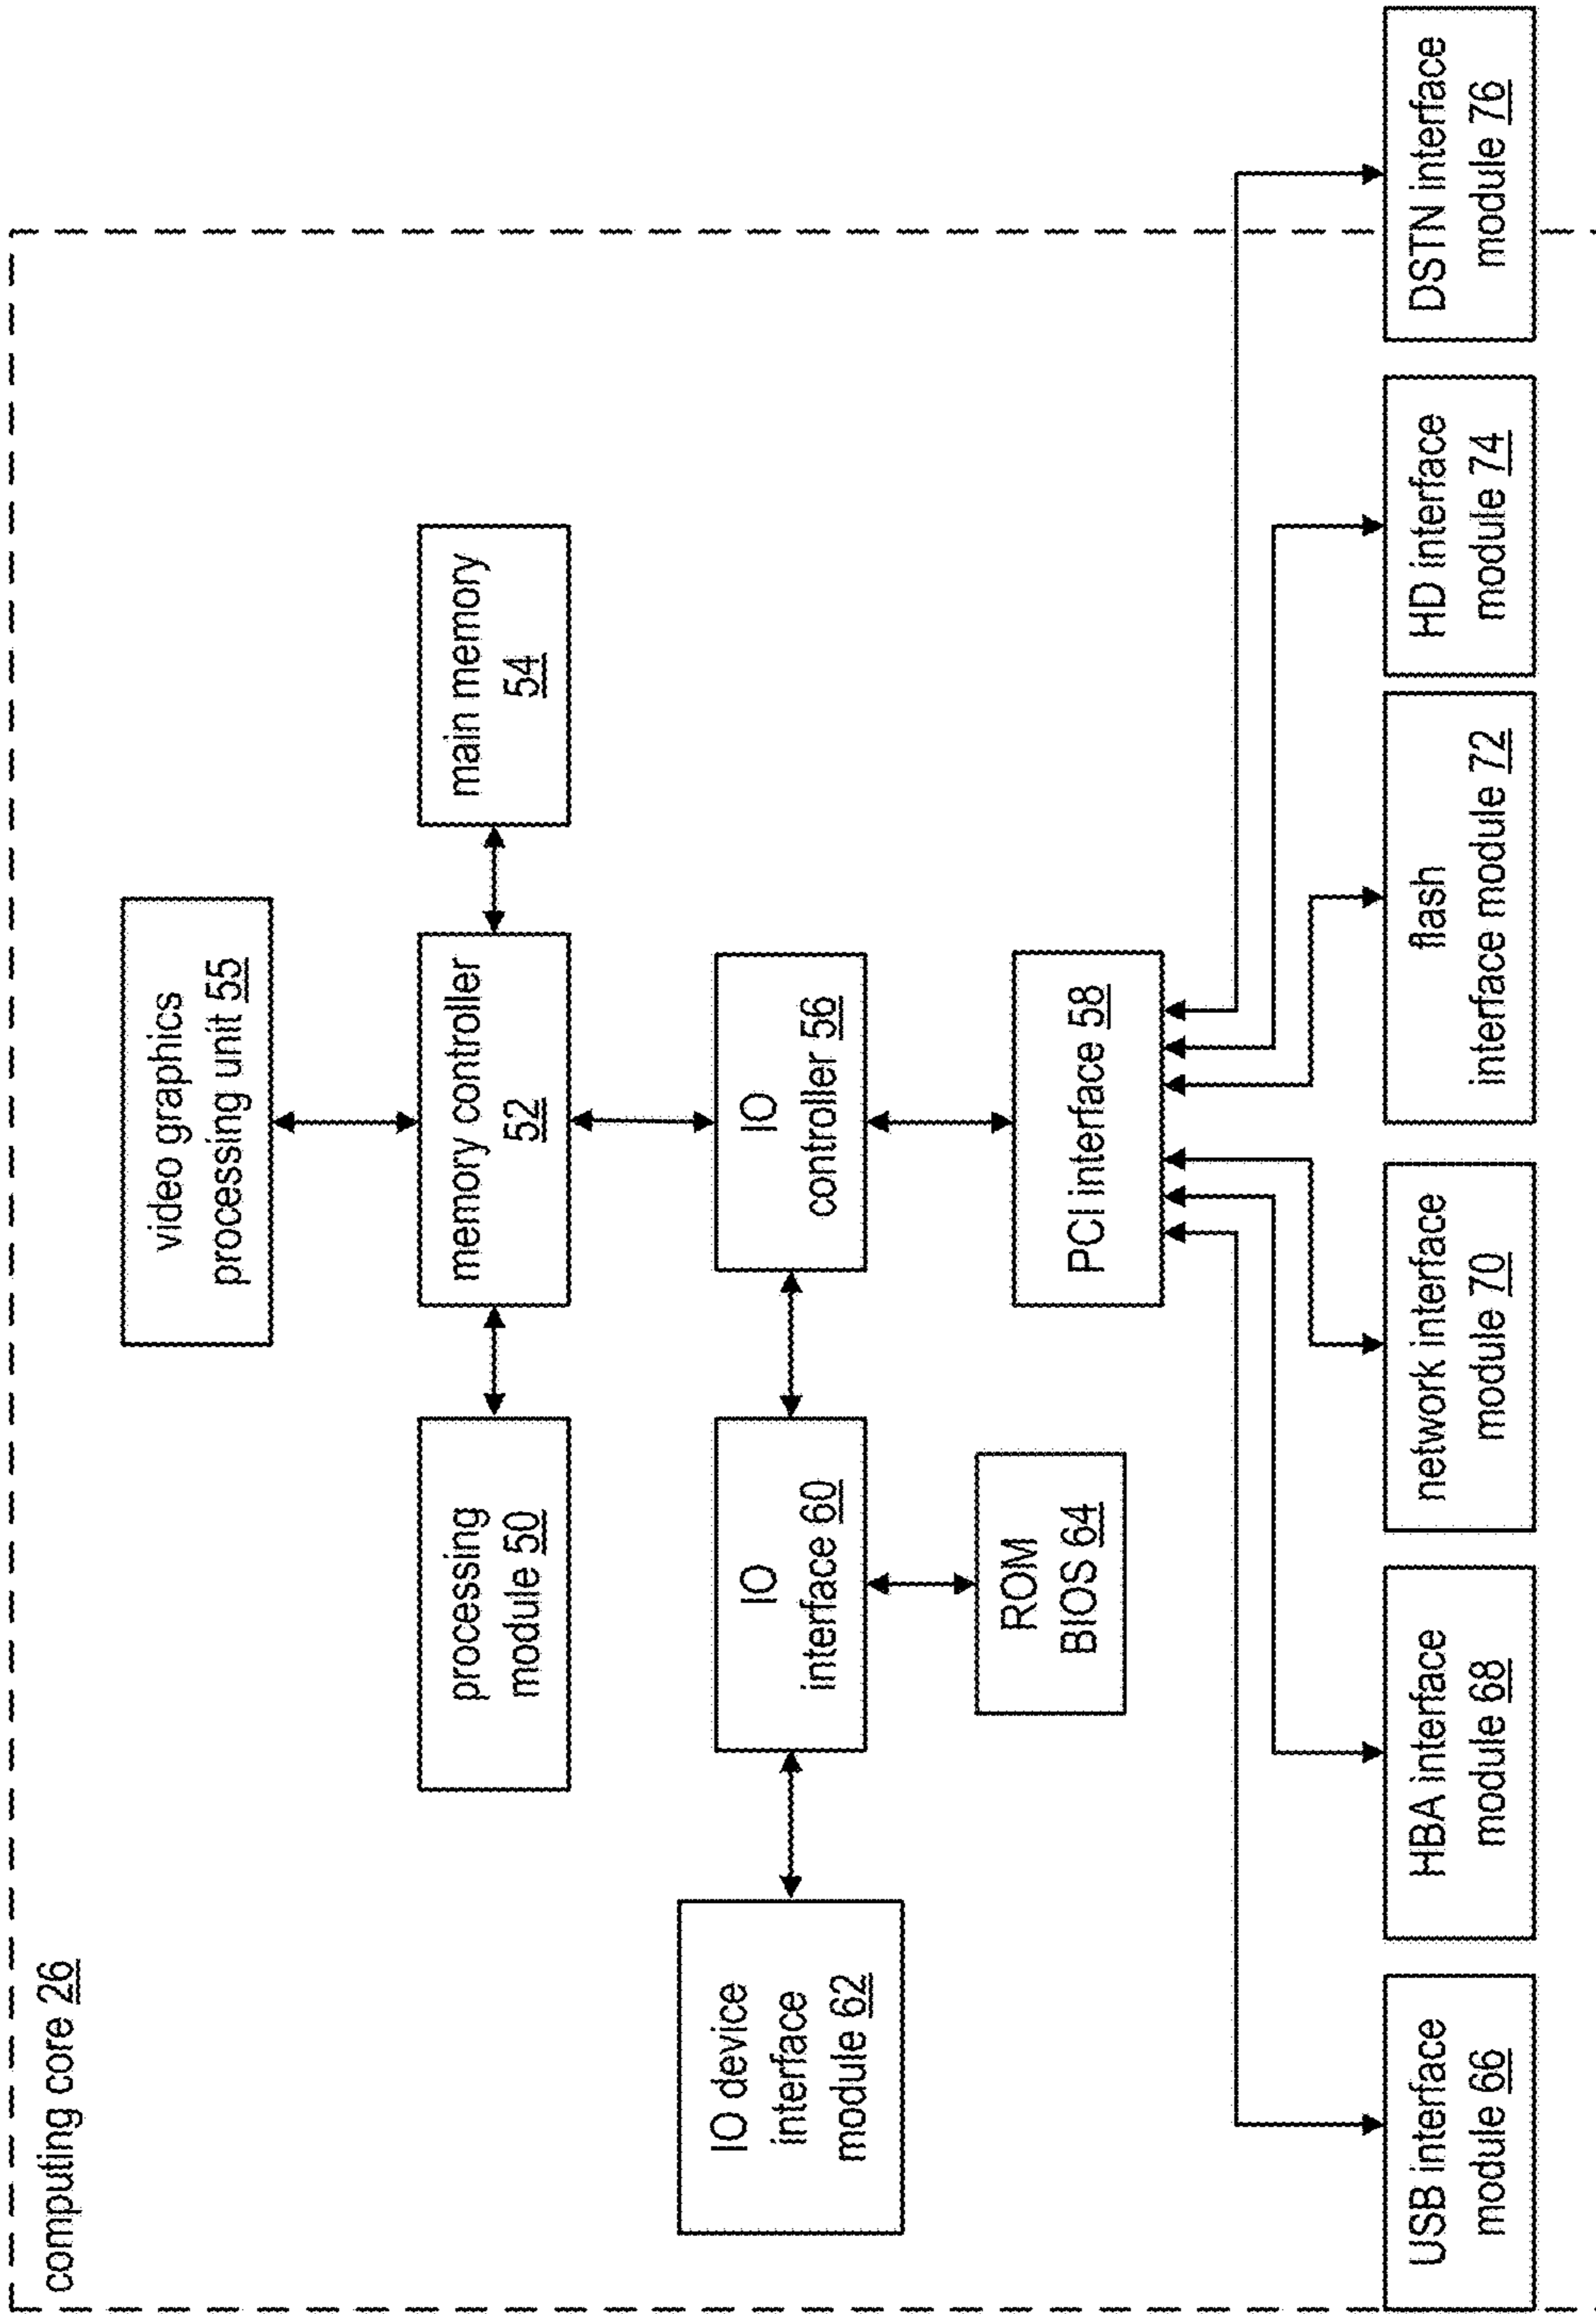 computing core 26
video graphics
processing unit 55
processing
module 50
memory controller
52
main memory
54
IO device
interface
module 62
IO
interface 60
IO
controller 56
ROM
BIOS 64
PCI interface 58
USB interface
module 66
HBA interface
module 68
network interface
module 70
flash
interface module 72
HD interface
module 74
DSTN interface
module 76